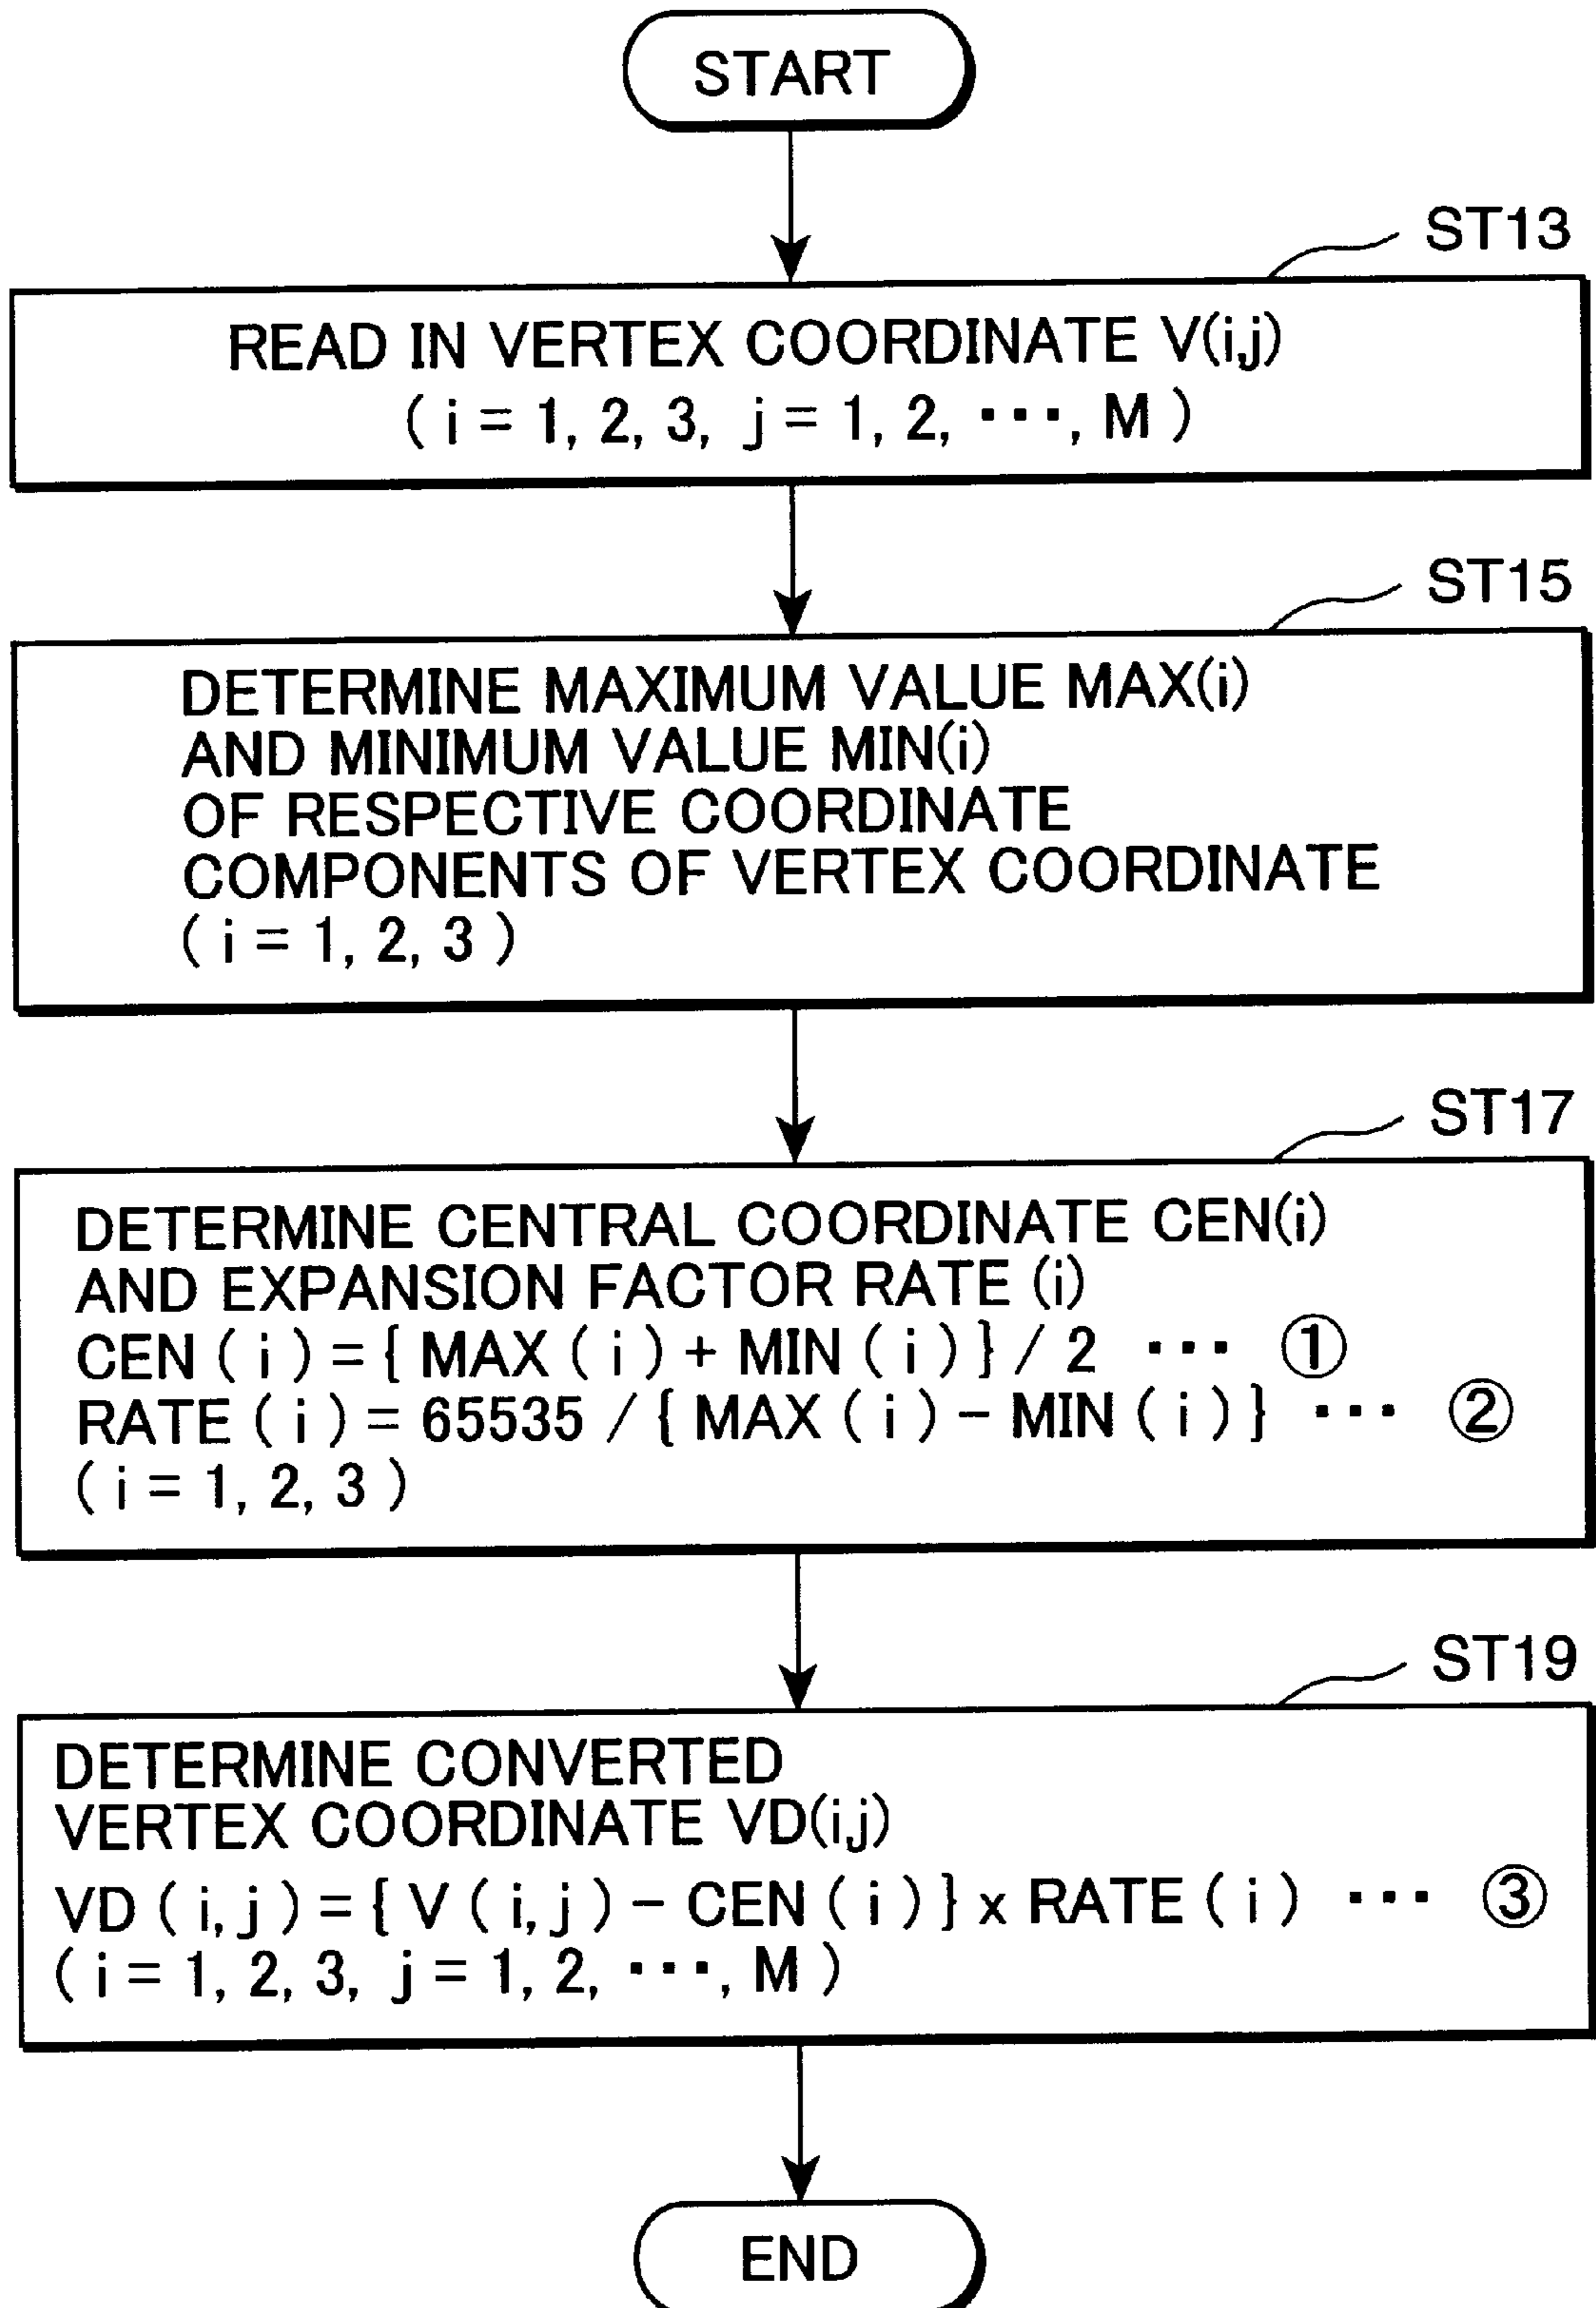 START
ST13
READ IN VERTEX COORDINATE V(i,j)
( i = 1, 2, 3, j = 1, 2, ･･･, M )
ST15
DETERMINE MAXIMUM VALUE MAX(i)
AND MINIMUM VALUE MIN(i)
OF RESPECTIVE COORDINATE
COMPONENTS OF VERTEX COORDINATE
( i = 1, 2, 3 )
ST17
DETERMINE CENTRAL COORDINATE CEN(i)
AND EXPANSION FACTOR RATE (i)
CEN ( i ) = { MAX ( i ) + MIN ( i ) } / 2 ･･･ ①
RATE ( i ) = 65535 / { MAX ( i ) − MIN ( i ) } ･･･ ②
( i = 1, 2, 3 )
ST19
DETERMINE CONVERTED
VERTEX COORDINATE VD(i,j)
VD ( i, j ) = { V ( i, j ) − CEN ( i ) } x RATE ( i ) ･･･ ③
( i = 1, 2, 3, j = 1, 2, ･･･, M )
END